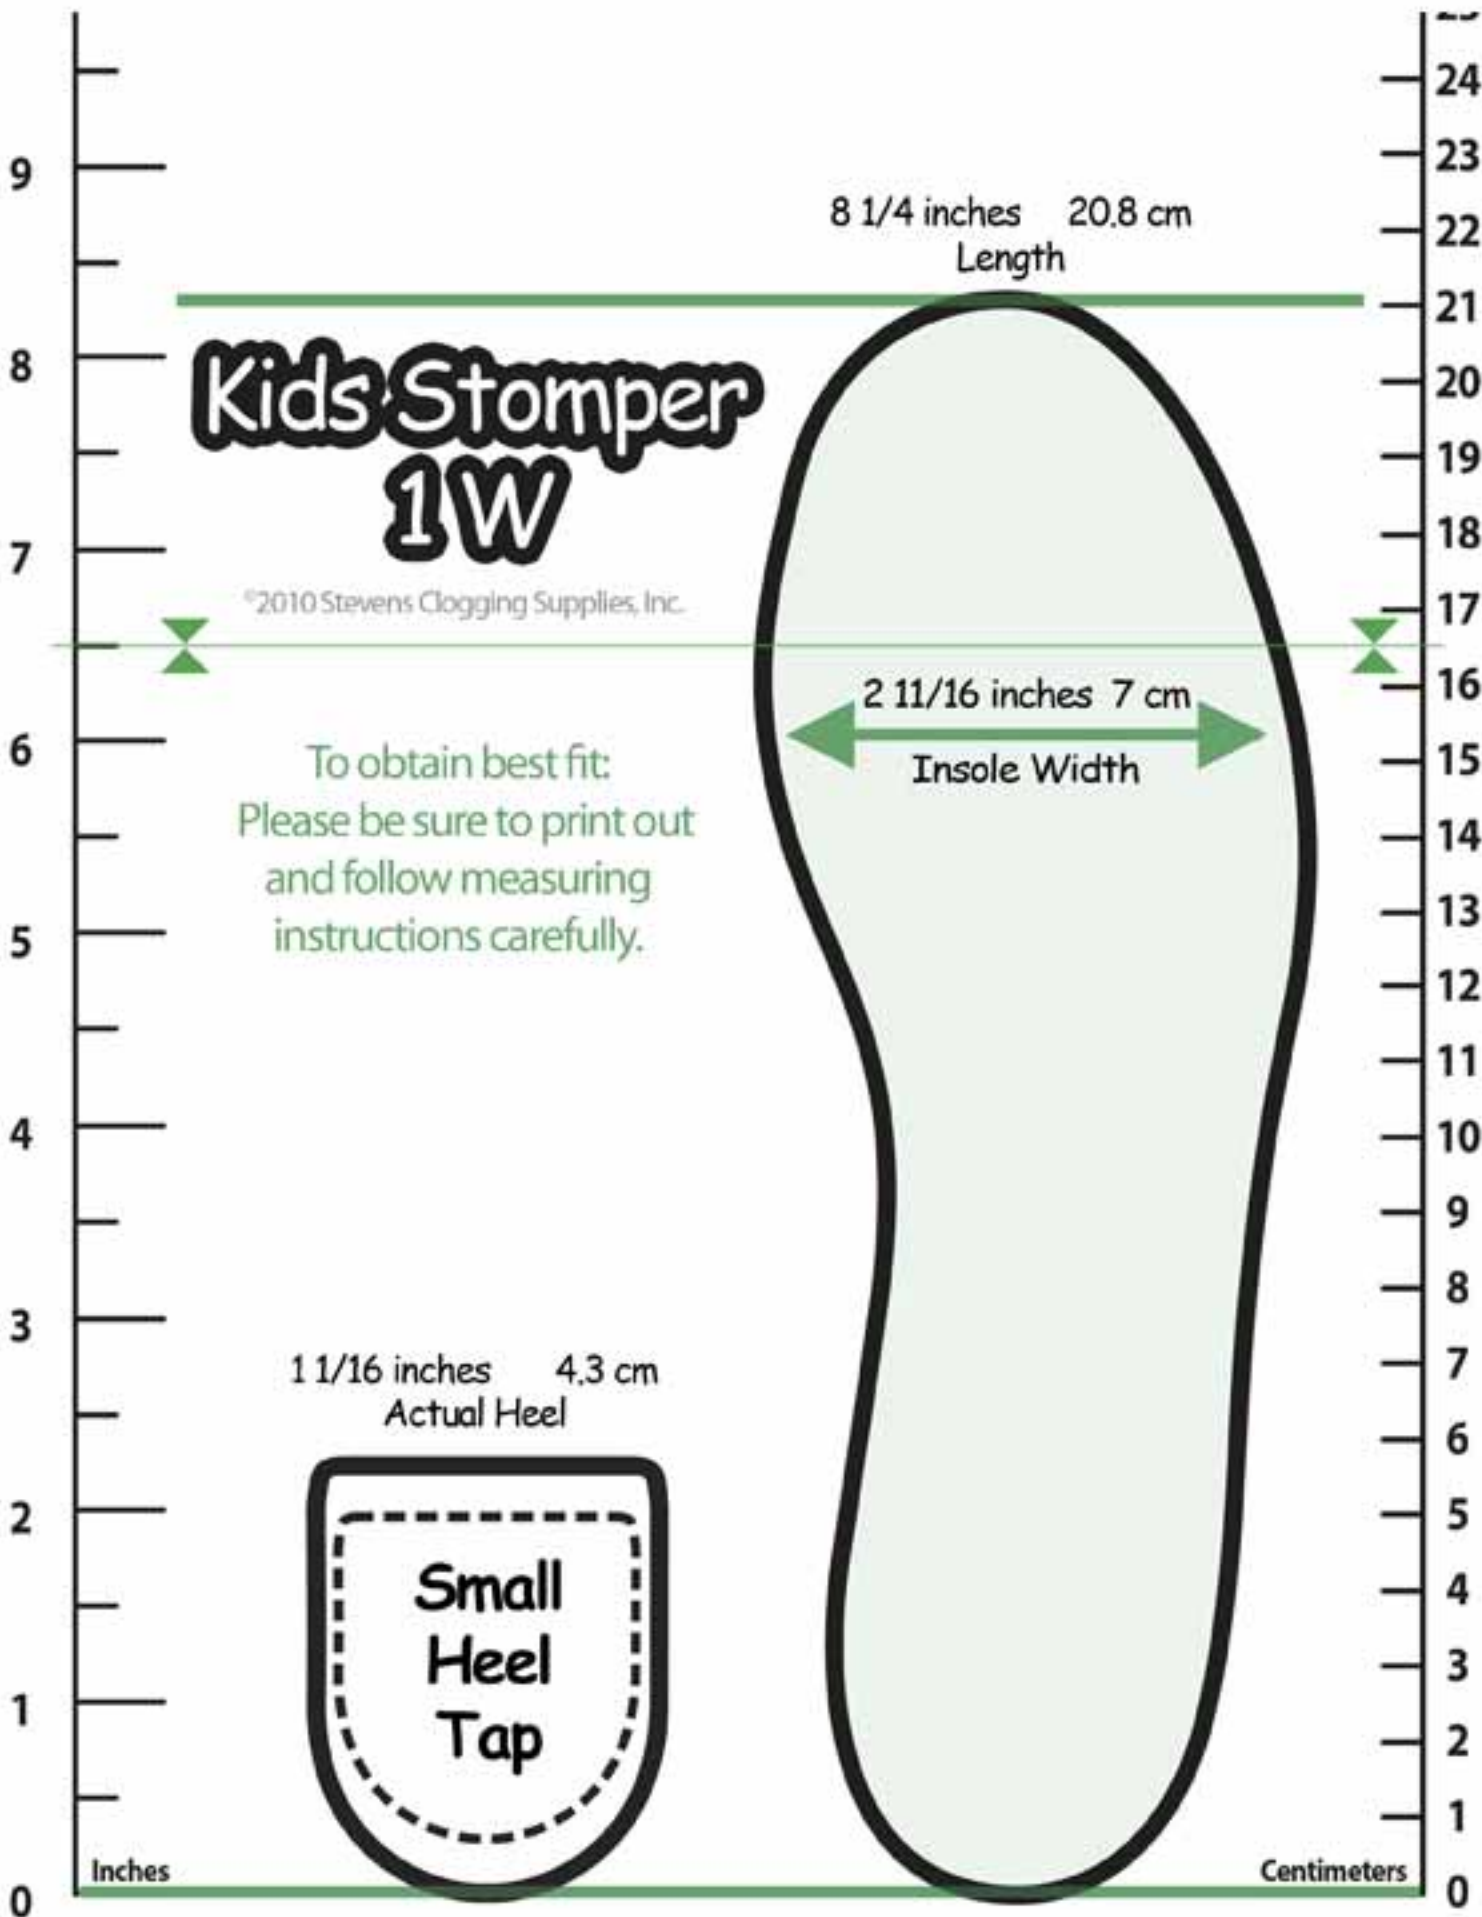 24
9
23
8 1/4 inches 20.8 cm
22
Length
21
8
20
Kids Stomper
19
1 W
18
7
©2010 Stevens Clogging Supplies, Inc.
17
16
2 11/16 inches 7 cm
6
To obtain best fit:
15
Insole Width
Please be sure to print out
14
and follow measuring
13
5
instructions carefully.
12
11
4
10
9
8
3
7
1 1/16 inches 4.3 cm
Actual Heel
6
2
5
Small
4
Heel
3
1
Tap
2
1
Inches
Centimeters
0
0